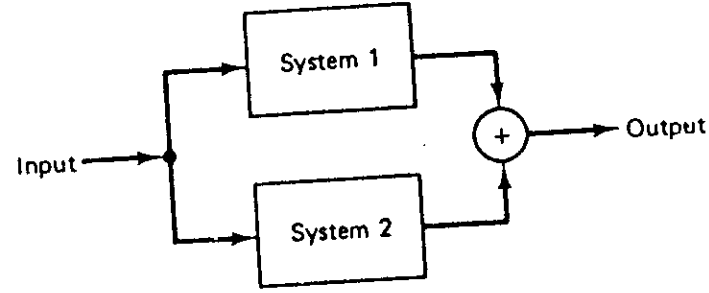 System 1
+
Input
Output
System 2